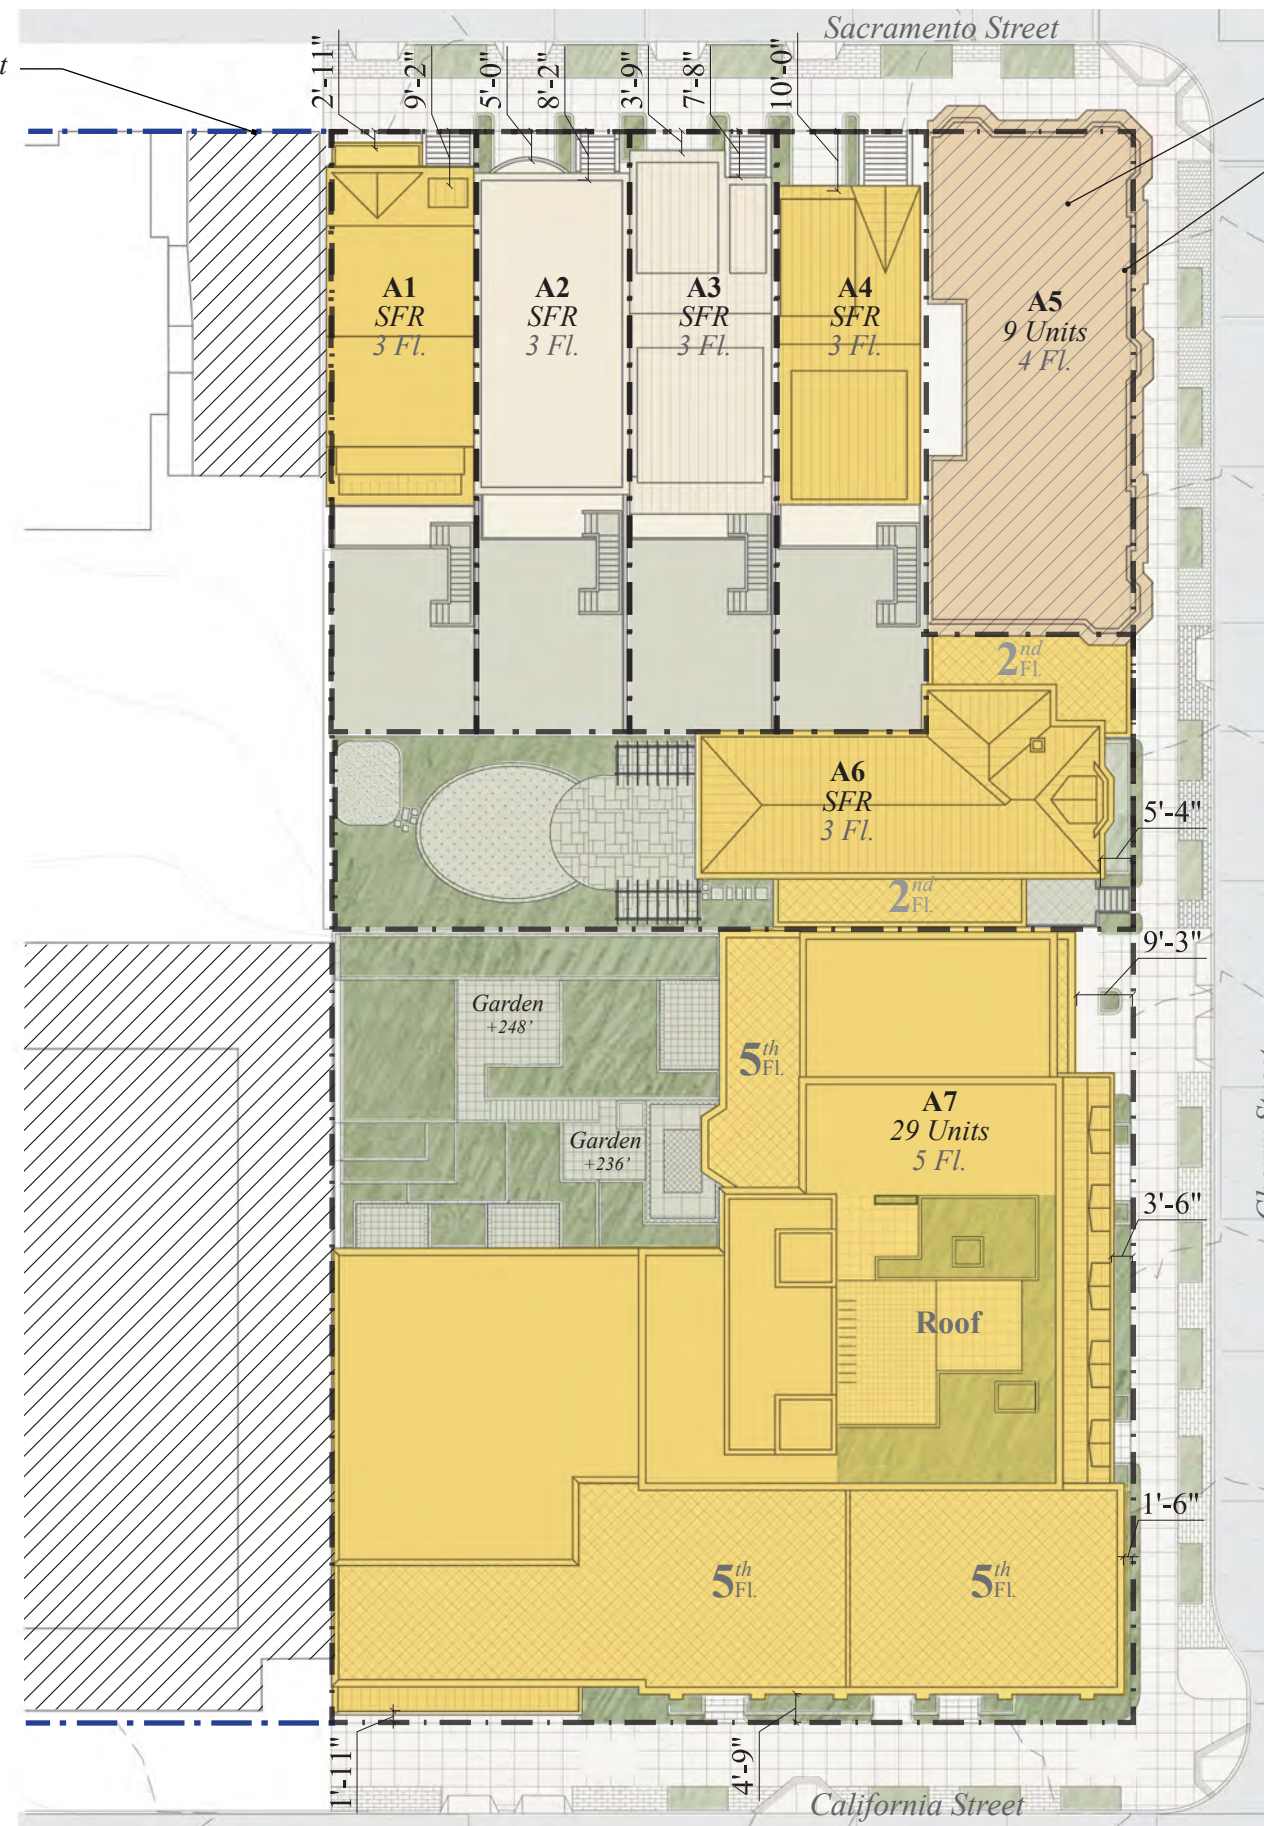 Sacramento Street
2'-11"
9'-2"
5'-0"
8'-2"
3'-9"
7'-8"
10'-0"
A1
SFR
3 Fl.
A2
SFR
3 Fl.
A3
SFR
3 Fl.
A4
SFR
3 Fl.
A5
9 Units
4 Fl.
2nd
Fl.
A6
SFR
3 Fl.
5'-4"
2nd
Fl.
9'-3"
Garden
+248'
5th
Fl.
A7
29 Units
5 Fl.
Garden
+236'
3'-6"
Roof
1'-6"
5th
Fl.
5th
Fl.
1'-11"
4'-9"
California Street